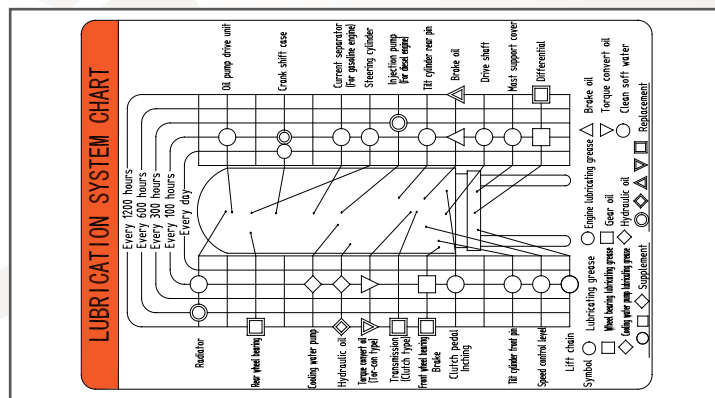 LUBRICATION SYSTEM CHART
Every 1200 hours
Every 600 hours
Every 300 hours
Every 100 hours
Every day
Oil pump drive unit
Crank shift case
Current separator
(For gasoline engine)
Steering cylinder
Injection pump
(For diesel engine)
Tilt cylinder rear pin
Brake oil
Drive shaft
Mast support cover
Differential
Radiator
Rear wheel bearing
Cooling water pump
Hydraulic oil
Torque convert oil
(Tor-con type)
Transmission
(Clutch type)
Front wheel bearing
Brake
Clutch pedal
Inching
Tilt cylinder front pin
Speed control level
Lift chain
Symbol
Lubricating grease
Engine lubricating grease
Brake oil
Wheel bearing lubricating grease
Gear oil
Torque convert oil
Cooling water pump lubricating grease
Hydraulic oil
Clean soft water
Supplement
Replacement